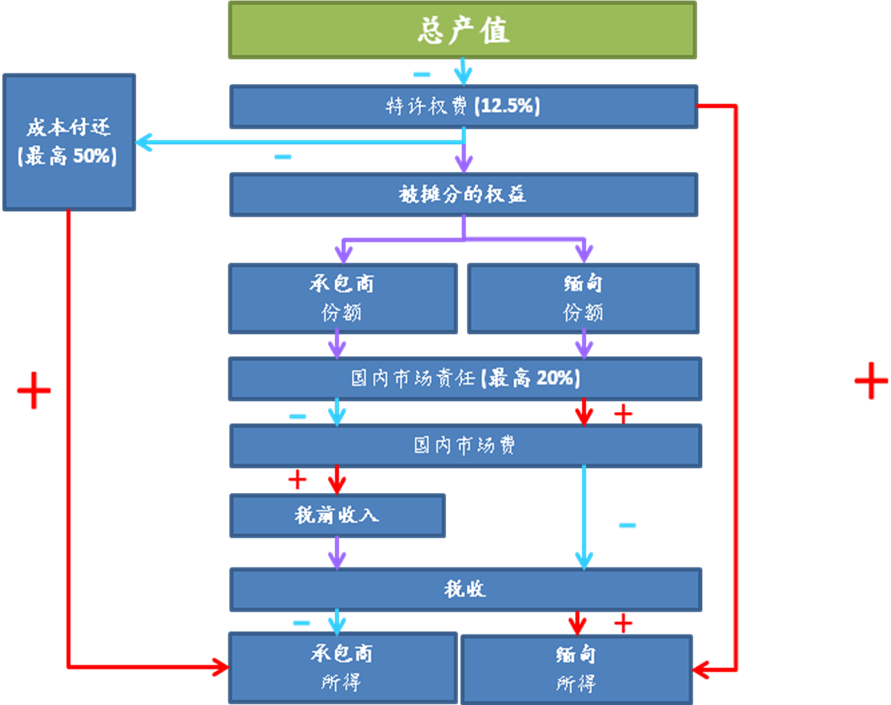 总产值
特许权费 (12.5%)
成本付还
(最高 50%)
被摊分的权益
承包商
份额
缅甸
份额
国内市场责任 (最高 20%)
国内市场费
税前收入
税收
承包商
所得
缅甸
所得